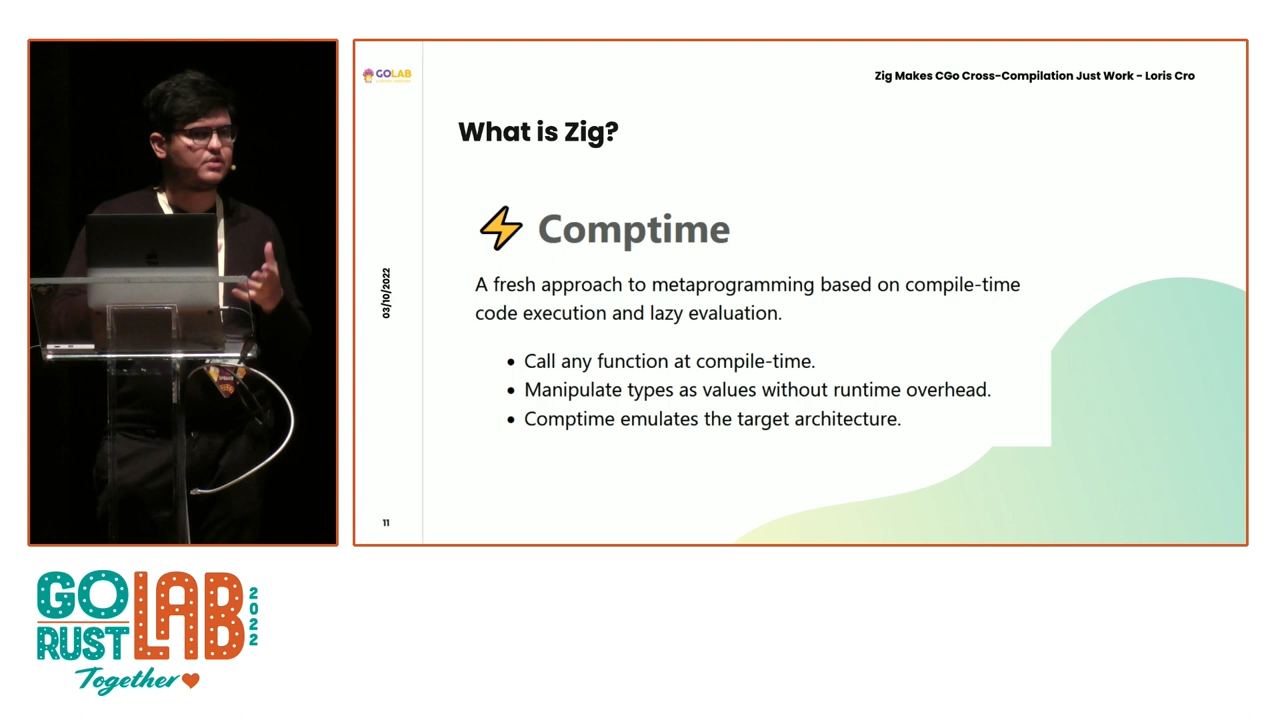 GOLAB
Zig Makes CGo Cross-Compilation Just Work - Loris Cro
What is Zig?
Comptime
A fresh approach to metaprogramming based on compile-time
code execution and lazy evaluation.
• Call any function at compile-time.
• Manipulate types as values without runtime overhead.
• Comptime emulates the target architecture.
03/10/2022
11
GO LAB 2022
RUST
Together